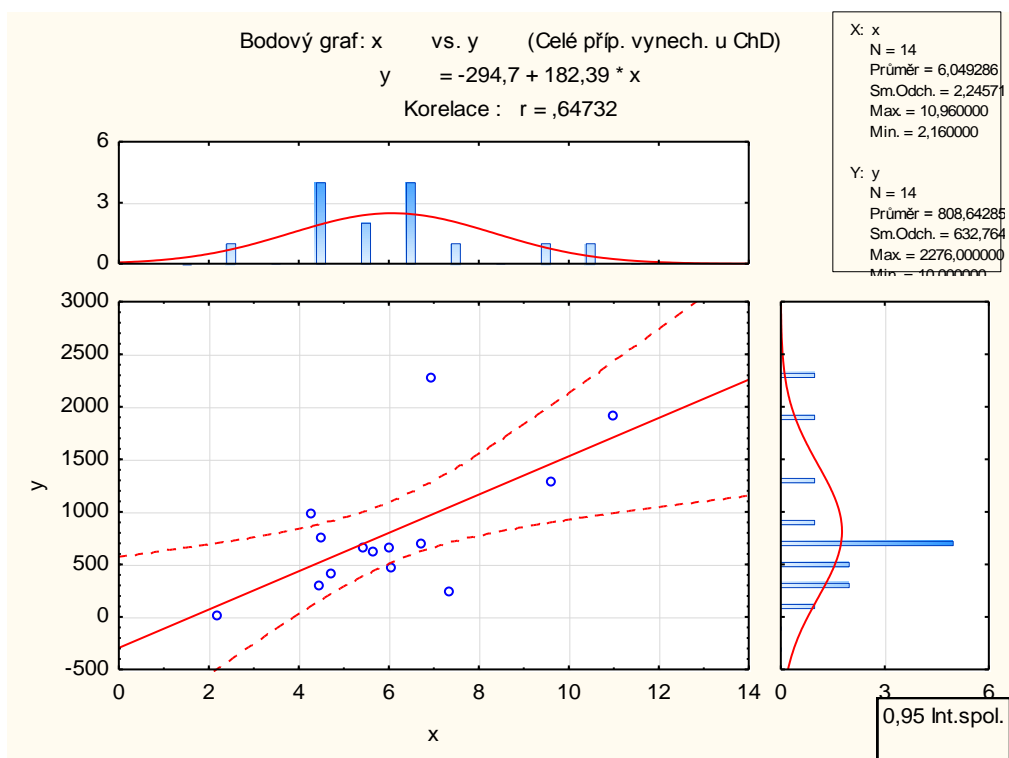 Bodový graf: x vs. y (Celé příp. vynech. u ChD)
y = -294,7 + 182,39 * x
Korelace : r = ,64732
X: x
N = 14
Průměr = 6,049286
Sm.Odch. = 2,24571
Max. = 10,960000
Min. = 2,160000
Y: y
N = 14
Průměr = 808,64285
Sm.Odch. = 632,764
Max. = 2276,000000
Min. = 10,000000
6
3
0
3000
2500
2000
1500
1000
500
0
-500
y
0 2 4 6 8 10 12 14
x
0 3 6
0,95 Int.spol.